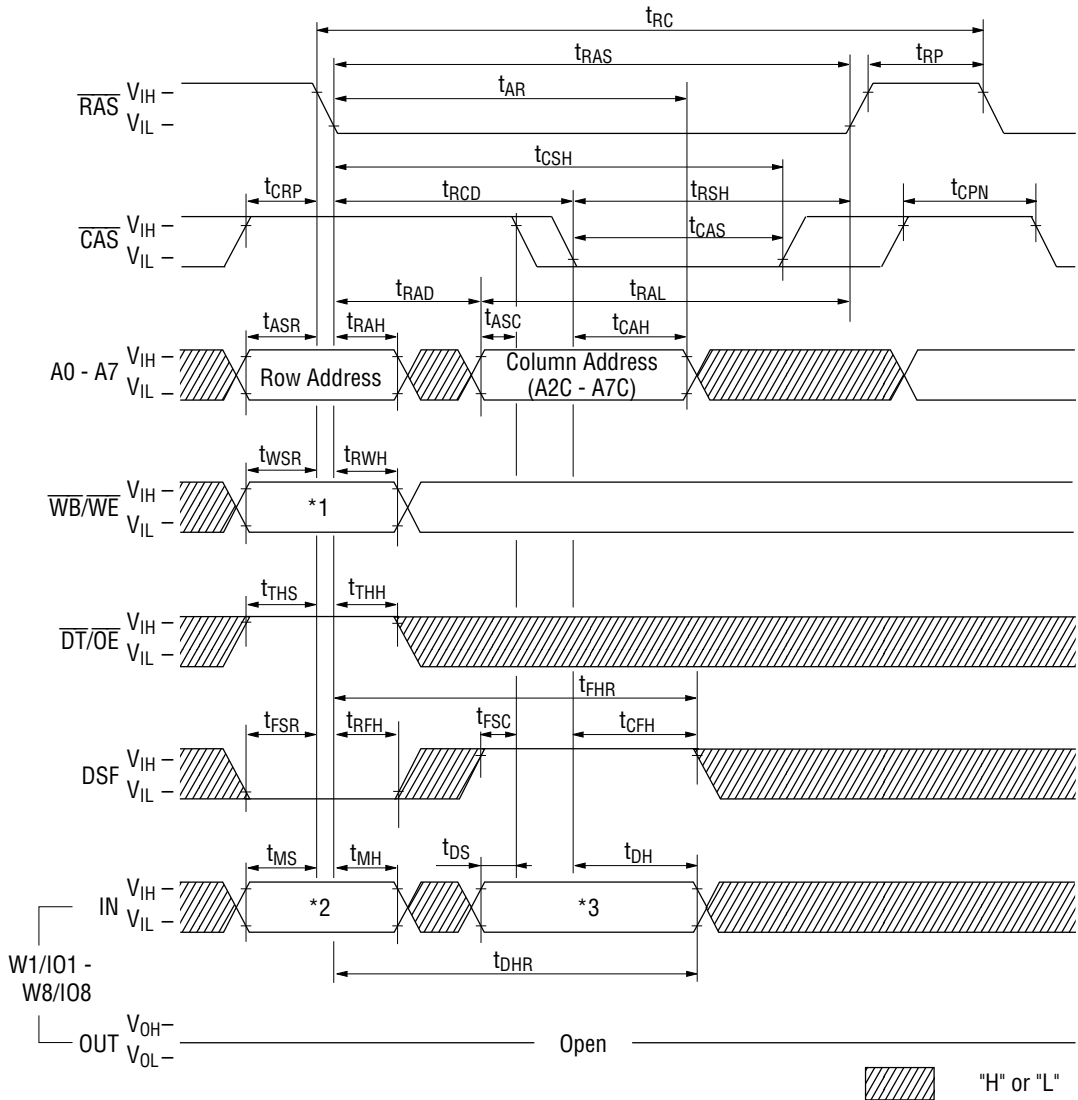 tRC
tRAS
tRP
tAR
RAS VIH –
VIL –
tCSH
tCRP
tRCD
tRSH
tCPN
CAS VIH –
VIL –
tCAS
tRAD
tRAL
tASR
tRAH
tASC
tCAH
A0 - A7 VIH –
VIL –
Row Address
Column Address
(A2C - A7C)
tWSR
tRWH
WB/WE VIH –
VIL –
*1
tTHS
tTHH
DT/OE VIH –
VIL –
tFHR
tFSR
tRFH
tFSC
tCFH
DSF VIH –
VIL –
tMS
tMH
tDS
tDH
IN VIH –
VIL –
*2
*3
tDHR
W1/IO1 -
W8/IO8
OUT VOH–
VOL –
Open
"H" or "L"